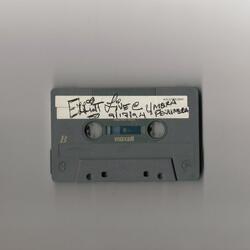 Elliott Live @ Umbra
9/17/94 Penumbra
B
maxell